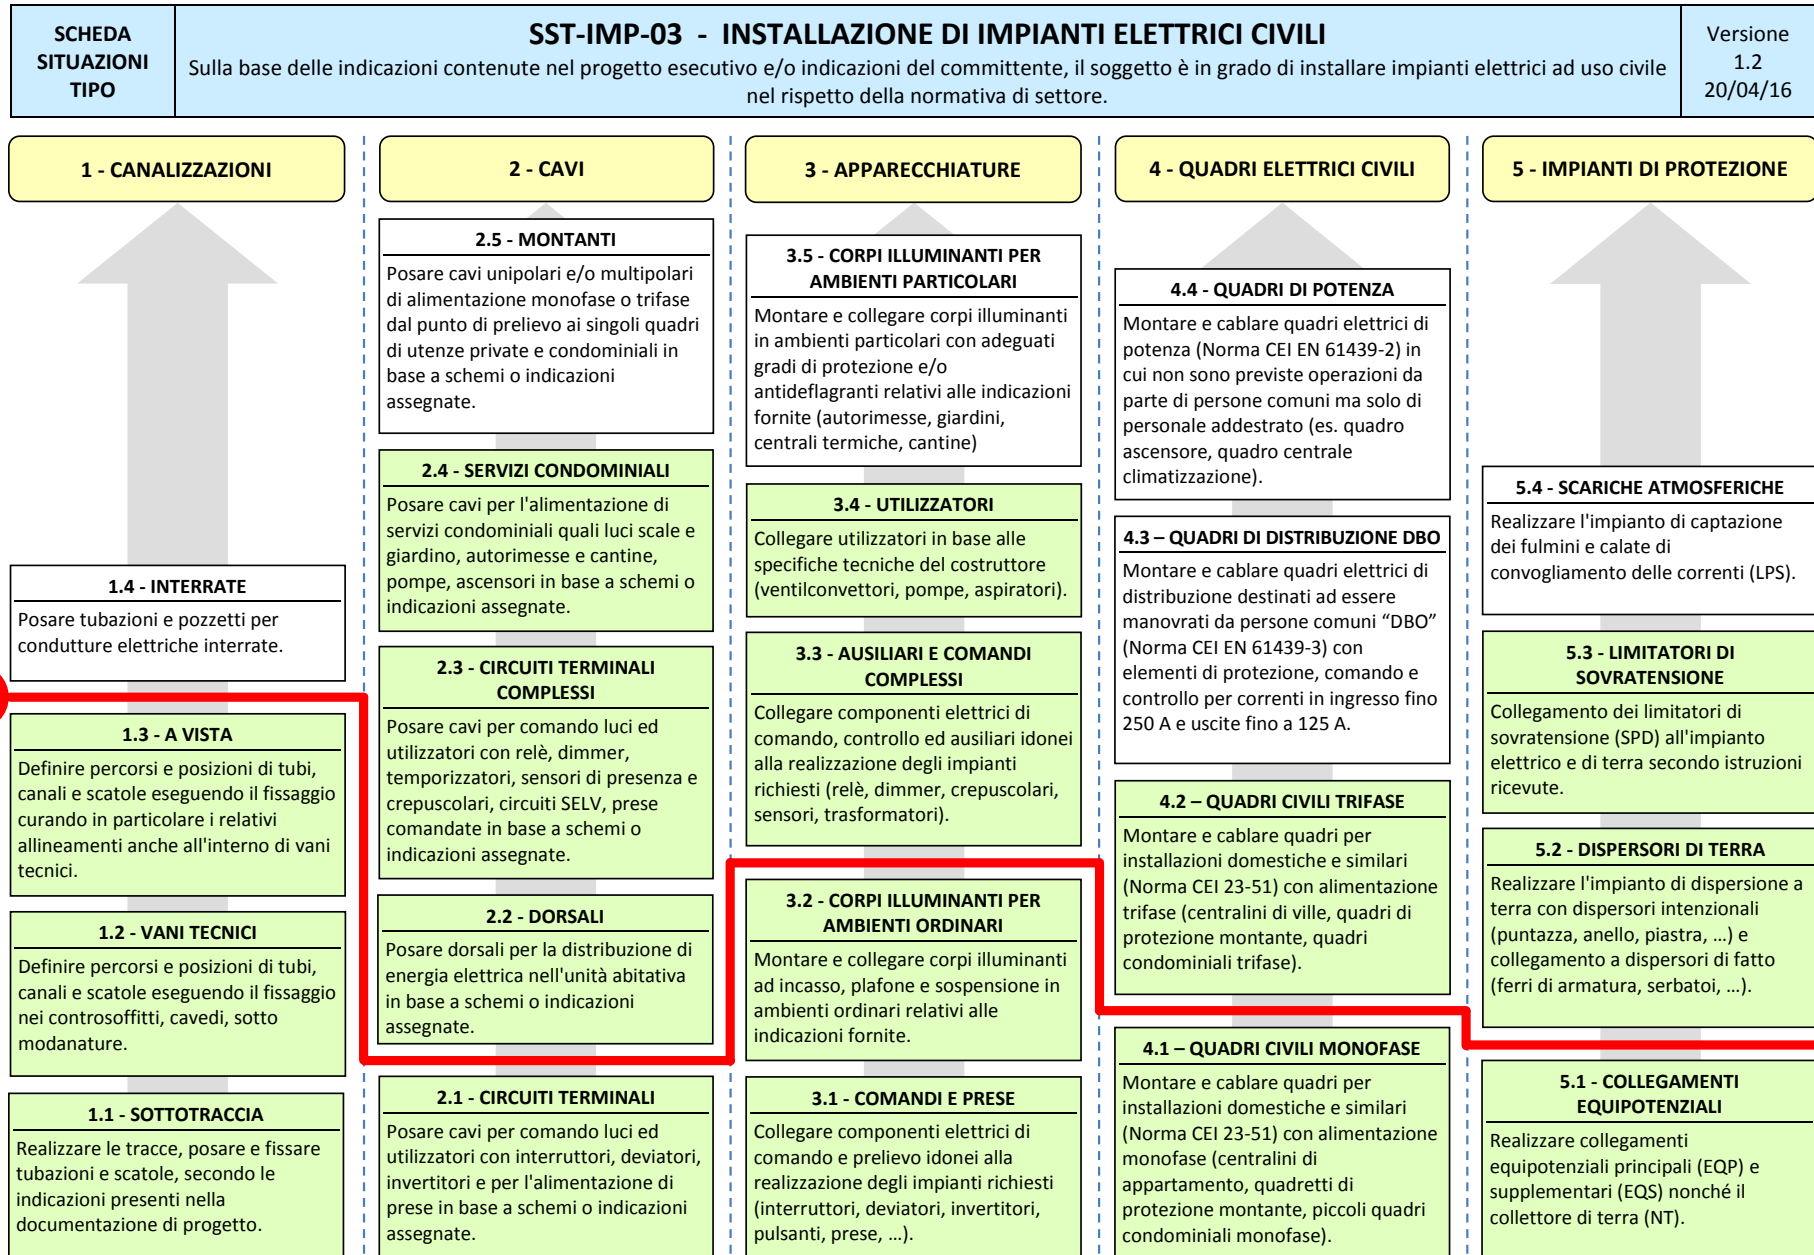 SCHEDA
SITUAZIONI
TIPO
SST-IMP-03 - INSTALLAZIONE DI IMPIANTI ELETTRICI CIVILI
Sulla base delle indicazioni contenute nel progetto esecutivo e/o indicazioni del committente, il soggetto è in grado di installare impianti elettrici ad uso civile
nel rispetto della normativa di settore.
Versione
1.2
20/04/16
1 - CANALIZZAZIONI
1.4 - INTERRATE
Posare tubazioni e pozzetti per
condutture elettriche interrate.
1.3 - A VISTA
Definire percorsi e posizioni di tubi,
canali e scatole eseguendo il fissaggio
curando in particolare i relativi
allineamenti anche all'interno di vani
tecnici.
1.2 - VANI TECNICI
Definire percorsi e posizioni di tubi,
canali e scatole eseguendo il fissaggio
nei controsoffitti, cavedi, sotto
modanature.
1.1 - SOTTOTRACCIA
Realizzare le tracce, posare e fissare
tubazioni e scatole, secondo le
indicazioni presenti nella
documentazione di progetto.
2 - CAVI
2.5 - MONTANTI
Posare cavi unipolari e/o multipolari
di alimentazione monofase o trifase
dal punto di prelievo ai singoli quadri
di utenze private e condominiali in
base a schemi o indicazioni
assegnate.
2.4 - SERVIZI CONDOMINIALI
Posare cavi per l'alimentazione di
servizi condominiali quali luci scale e
giardino, autorimesse e cantine,
pompe, ascensori in base a schemi o
indicazioni assegnate.
2.3 - CIRCUITI TERMINALI
COMPLESSI
Posare cavi per comando luci ed
utilizzatori con relè, dimmer,
temporizzatori, sensori di presenza e
crepuscolari, circuiti SELV, prese
comandate in base a schemi o
indicazioni assegnate.
2.2 - DORSALI
Posare dorsali per la distribuzione di
energia elettrica nell'unità abitativa
in base a schemi o indicazioni
assegnate.
2.1 - CIRCUITI TERMINALI
Posare cavi per comando luci ed
utilizzatori con interruttori, deviatori,
invertitori e per l'alimentazione di
prese in base a schemi o indicazioni
assegnate.
3 - APPARECCHIATURE
3.5 - CORPI ILLUMINANTI PER
AMBIENTI PARTICOLARI
Montare e collegare corpi illuminanti
in ambienti particolari con adeguati
gradi di protezione e/o
antideflagranti relativi alle indicazioni
fornite (autorimesse, giardini,
centrali termiche, cantine)
3.4 - UTILIZZATORI
Collegare utilizzatori in base alle
specifiche tecniche del costruttore
(ventilconvettori, pompe, aspiratori).
3.3 - AUSILIARI E COMANDI
COMPLESSI
Collegare componenti elettrici di
comando, controllo ed ausiliari idonei
alla realizzazione degli impianti
richiesti (relè, dimmer, crepuscolari,
sensori, trasformatori).
3.2 - CORPI ILLUMINANTI PER
AMBIENTI ORDINARI
Montare e collegare corpi illuminanti
ad incasso, plafone e sospensione in
ambienti ordinari relativi alle
indicazioni fornite.
3.1 - COMANDI E PRESE
Collegare componenti elettrici di
comando e prelievo idonei alla
realizzazione degli impianti richiesti
(interruttori, deviatori, invertitori,
pulsanti, prese, …).
4 - QUADRI ELETTRICI CIVILI
4.4 - QUADRI DI POTENZA
Montare e cablare quadri elettrici di
potenza (Norma CEI EN 61439-2) in
cui non sono previste operazioni da
parte di persone comuni ma solo di
personale addestrato (es. quadro
ascensore, quadro centrale
climatizzazione).
4.3 – QUADRI DI DISTRIBUZIONE DBO
Montare e cablare quadri elettrici di
distribuzione destinati ad essere
manovrati da persone comuni “DBO”
(Norma CEI EN 61439-3) con
elementi di protezione, comando e
controllo per correnti in ingresso fino
250 A e uscite fino a 125 A.
4.2 – QUADRI CIVILI TRIFASE
Montare e cablare quadri per
installazioni domestiche e similari
(Norma CEI 23-51) con alimentazione
trifase (centralini di ville, quadri di
protezione montante, quadri
condominiali trifase).
4.1 – QUADRI CIVILI MONOFASE
Montare e cablare quadri per
installazioni domestiche e similari
(Norma CEI 23-51) con alimentazione
monofase (centralini di
appartamento, quadretti di
protezione montante, piccoli quadri
condominiali monofase).
5 - IMPIANTI DI PROTEZIONE
5.4 - SCARICHE ATMOSFERICHE
Realizzare l'impianto di captazione
dei fulmini e calate di
convogliamento delle correnti (LPS).
5.3 - LIMITATORI DI
SOVRATENSIONE
Collegamento dei limitatori di
sovratensione (SPD) all'impianto
elettrico e di terra secondo istruzioni
ricevute.
5.2 - DISPERSORI DI TERRA
Realizzare l'impianto di dispersione a
terra con dispersori intenzionali
(puntazza, anello, piastra, …) e
collegamento a dispersori di fatto
(ferri di armatura, serbatoi, …).
5.1 - COLLEGAMENTI
EQUIPOTENZIALI
Realizzare collegamenti
equipotenziali principali (EQP) e
supplementari (EQS) nonché il
collettore di terra (NT).